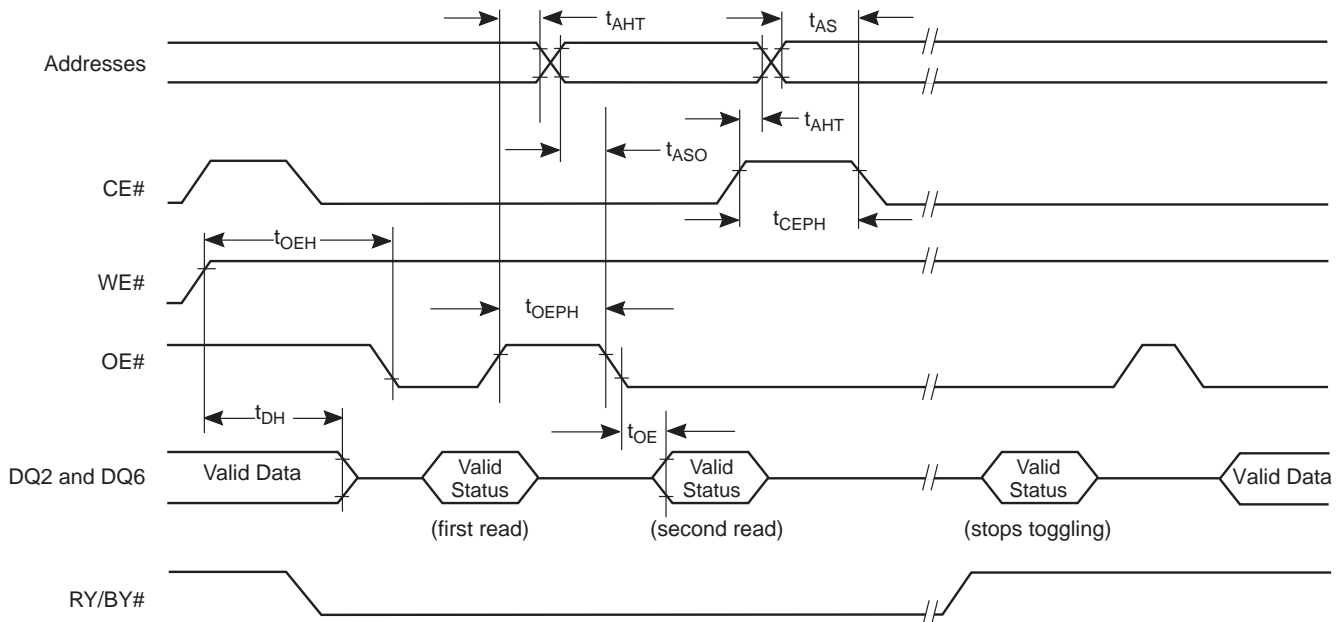 tAHT tAS
Addresses
tAHT
tASO
CE#
tCEPH
tOEH
WE#
tOEPH
OE#
tDH
tOE
DQ2 and DQ6 Valid Data Valid Status Valid Status Valid Status Valid Data
(first read) (second read) (stops toggling)
RY/BY#